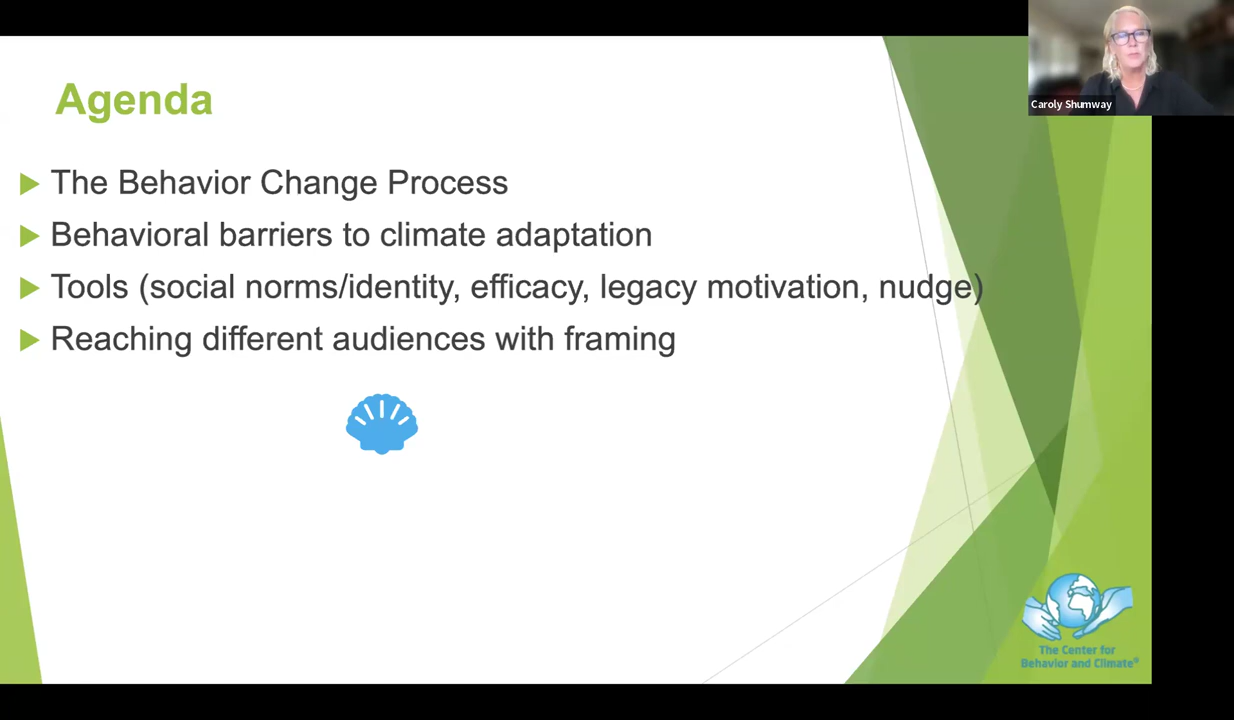 Agenda
The Behavior Change Process
Behavioral barriers to climate adaptation
Tools (social norms/identity, efficacy, legacy motivation, nudge)
Reaching different audiences with framing
Caroly Shumway
The Center for
Behavior and Climate®